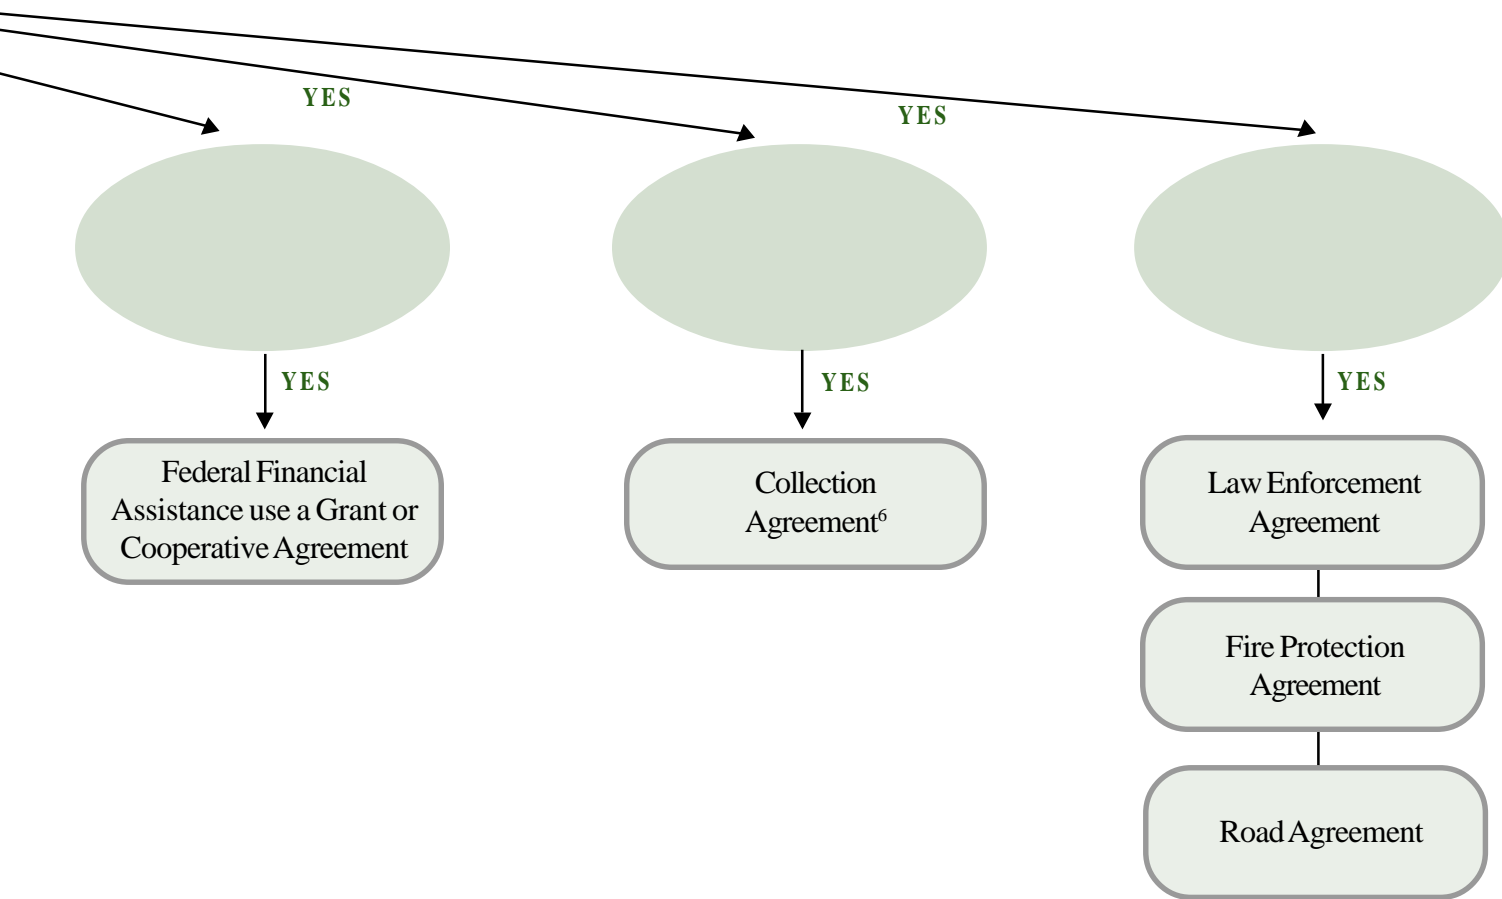 YES
YES
YES
YES
YES
Federal Financial
Assistance use a Grant or
Cooperative Agreement
Collection
Agreement⁶
Law Enforcement
Agreement
Fire Protection
Agreement
Road Agreement